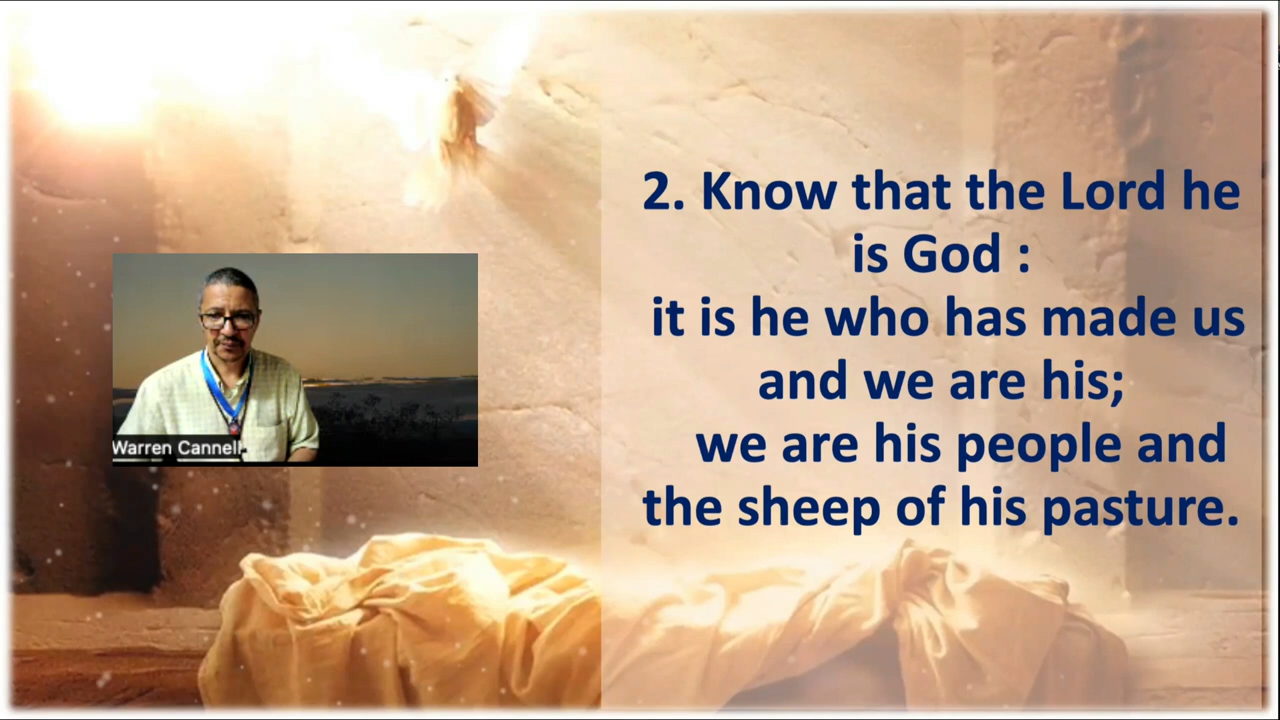 2. Know that the Lord he
is God :
it is he who has made us
and we are his;
we are his people and
the sheep of his pasture.
Warren Cannell